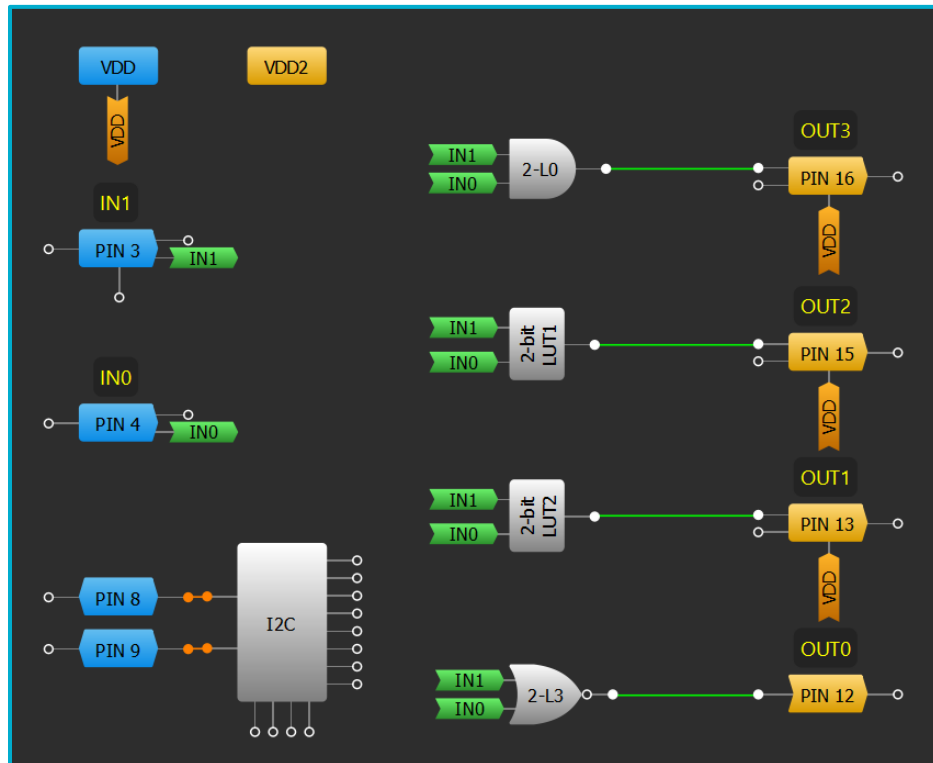 VDD
VDD2
VDD
IN1
PIN 3
IN1
IN0
PIN 4
IN0
PIN 8
PIN 9
I2C
IN1
IN0
2-L0
OUT3
PIN 16
VDD
IN1
IN0
2-bit
LUT1
OUT2
PIN 15
VDD
IN1
IN0
2-bit
LUT2
OUT1
PIN 13
VDD
IN1
IN0
2-L3
OUT0
PIN 12